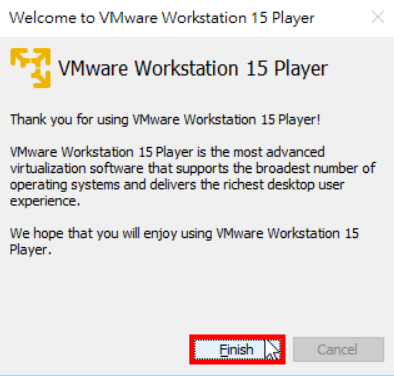 Welcome to VMware Workstation 15 Player
VMware Workstation 15 Player
Thank you for using VMware Workstation 15 Player!
VMware Workstation 15 Player is the most advanced
virtualization software that supports the broadest number of
operating systems and delivers the richest desktop user
experience.
We hope that you will enjoy using VMware Workstation 15
Player.
Finish
Cancel